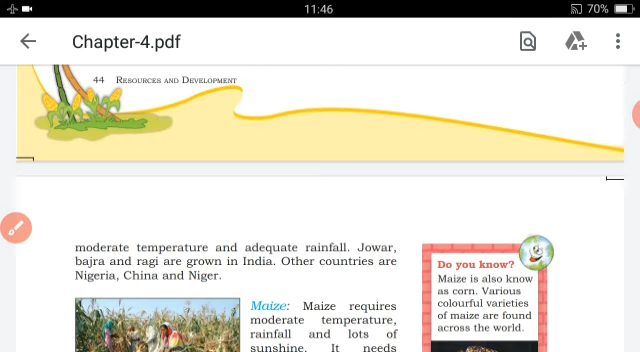 11:46
70%
Chapter-4.pdf
44 RESOURCES AND DEVELOPMENT
moderate temperature and adequate rainfall. Jowar,
bajra and ragi are grown in India. Other countries are
Nigeria, China and Niger.
Maize: Maize requires
moderate temperature,
rainfall and lots of
sunshine. It needs
Do you know?
Maize is also know
as corn. Various
colourful varieties
of maize are found
across the world.